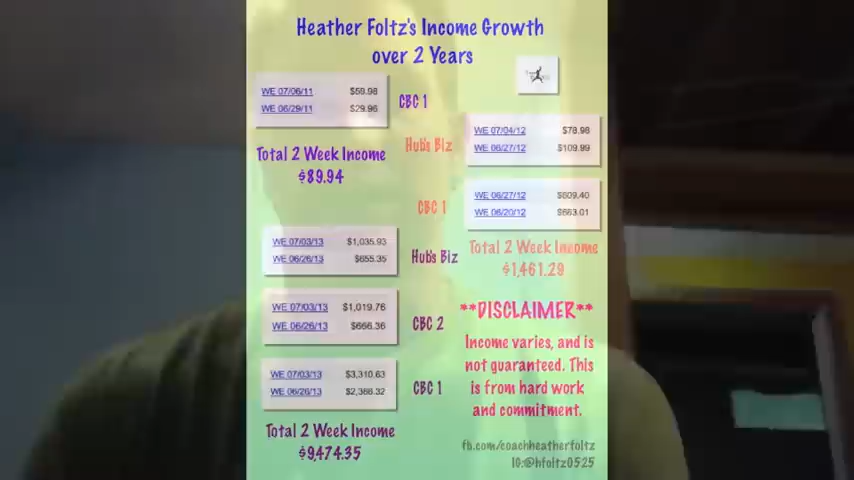 Heather Foltz's Income Growth
over 2 Years
WE 07/06/11 $59.98
WE 06/29/11 $29.96
CBC 1
Total 2 Week Income
$89.94
Hub's Biz
WE 07/04/12 $78.98
WE 06/27/12 $109.90
CBC 1
WE 06/27/12 $609.40
WE 06/20/12 $663.01
Total 2 Week Income
$1,461.29
WE 07/03/13 $1,035.93
WE 06/26/13 $655.35
Hub's Biz
WE 07/03/13 $1,019.76
WE 06/26/13 $666.36
CBC 2
WE 07/03/13 $3,310.63
WE 06/26/13 $2,386.32
CBC 1
Total 2 Week Income
$9,474.35
**DISCLAIMER**
Income varies, and is
not guaranteed. This
is from hard work
and commitment.
fb.com/coachheatherfoltz
IG:@hfoltz0525